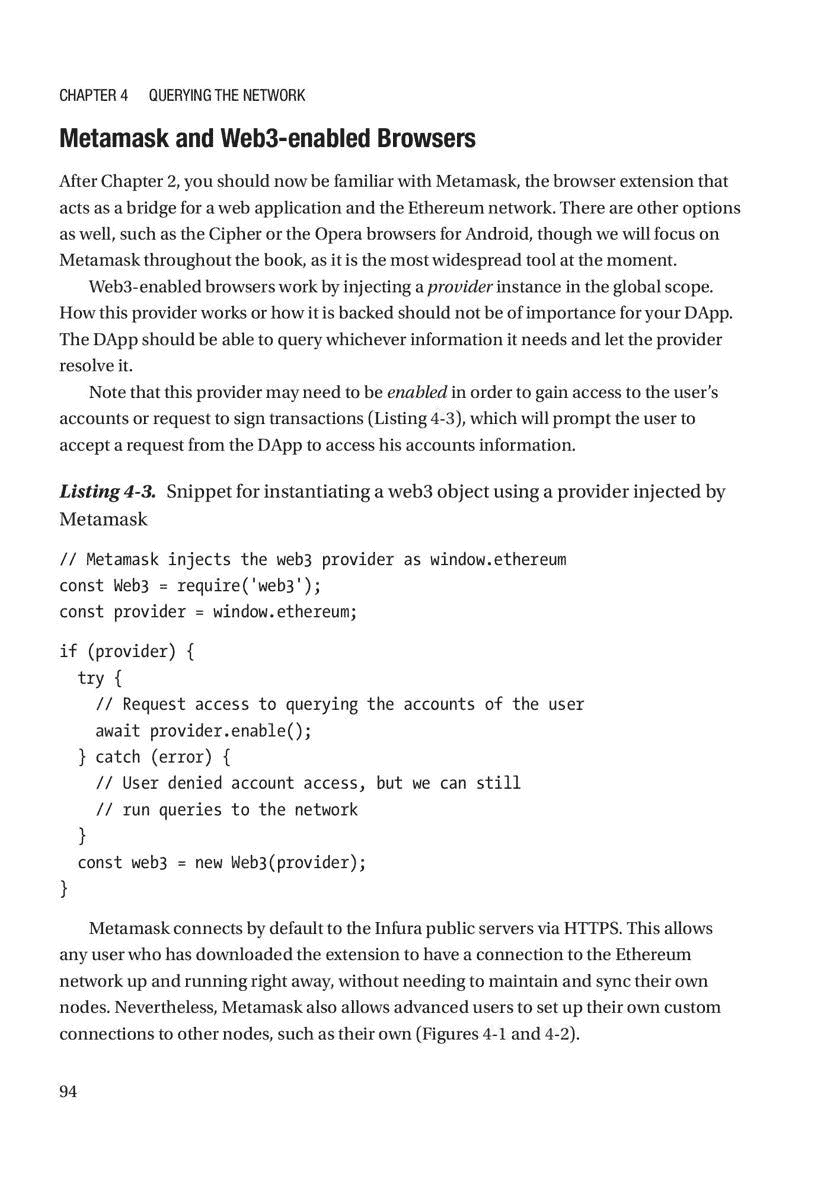 CHAPTER 4 QUERYING THE NETWORK
Metamask and Web3-enabled Browsers
After Chapter 2, you should now be familiar with Metamask, the browser extension that
acts as a bridge for a web application and the Ethereum network. There are other options
as well, such as the Cipher or the Opera browsers for Android, though we will focus on
Metamask throughout the book, as it is the most widespread tool at the moment.
Web3-enabled browsers work by injecting a provider instance in the global scope.
How this provider works or how it is backed should not be of importance for your DApp.
The DApp should be able to query whichever information it needs and let the provider
resolve it.
Note that this provider may need to be enabled in order to gain access to the user’s
accounts or request to sign transactions (Listing 4-3), which will prompt the user to
accept a request from the DApp to access his accounts information.
Listing 4-3. Snippet for instantiating a web3 object using a provider injected by
Metamask
// Metamask injects the web3 provider as window.ethereum
const Web3 = require('web3');
const provider = window.ethereum;
if (provider) {
  try {
    // Request access to querying the accounts of the user
    await provider.enable();
  } catch (error) {
    // User denied account access, but we can still
    // run queries to the network
  }
  const web3 = new Web3(provider);
}
Metamask connects by default to the Infura public servers via HTTPS. This allows
any user who has downloaded the extension to have a connection to the Ethereum
network up and running right away, without needing to maintain and sync their own
nodes. Nevertheless, Metamask also allows advanced users to set up their own custom
connections to other nodes, such as their own (Figures 4-1 and 4-2).
94